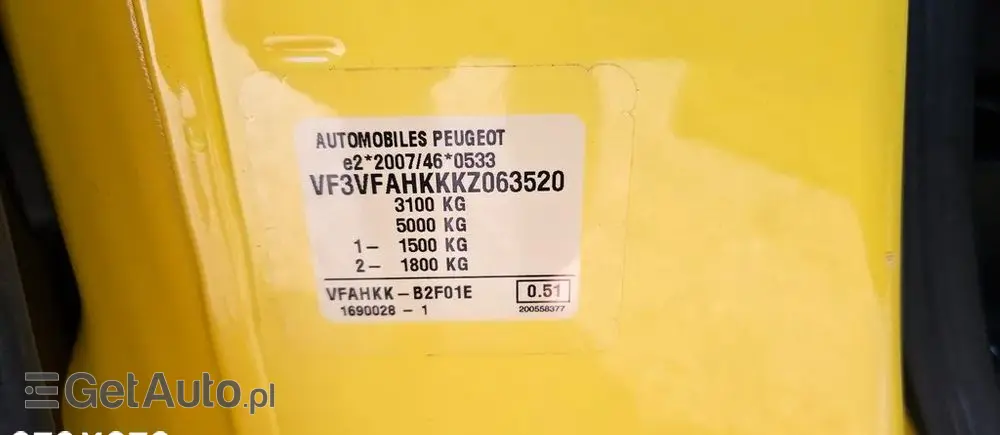 AUTOMOBILES PEUGEOT
e2*2007/46*0533
VF3VFAHKKKZ063520
3100 KG
5000 KG
1- 1500 KG
2- 1800 KG
VFAHKK-B2F01E 0.51
1690028 - 1 200558377
GetAuto.pl